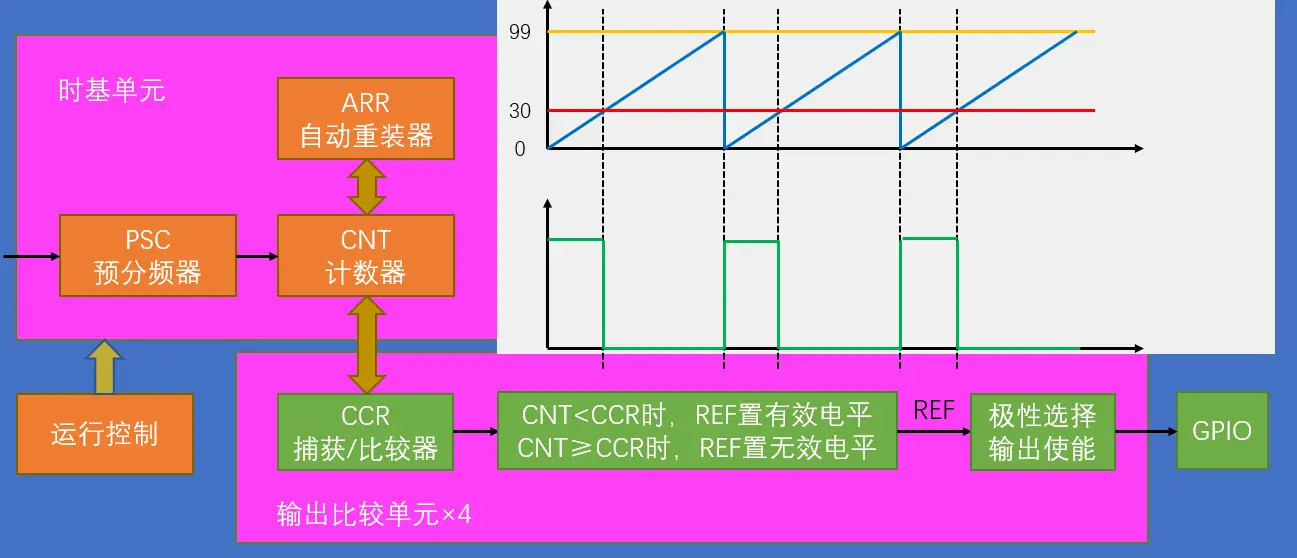 时基单元
ARR
自动重装器
PSC
预分频器
CNT
计数器
运行控制
99
30
0
CCR
捕获/比较器
CNT<CCR时，REF置有效电平
CNT≥CCR时，REF置无效电平
REF
极性选择
输出使能
GPIO
输出比较单元×4